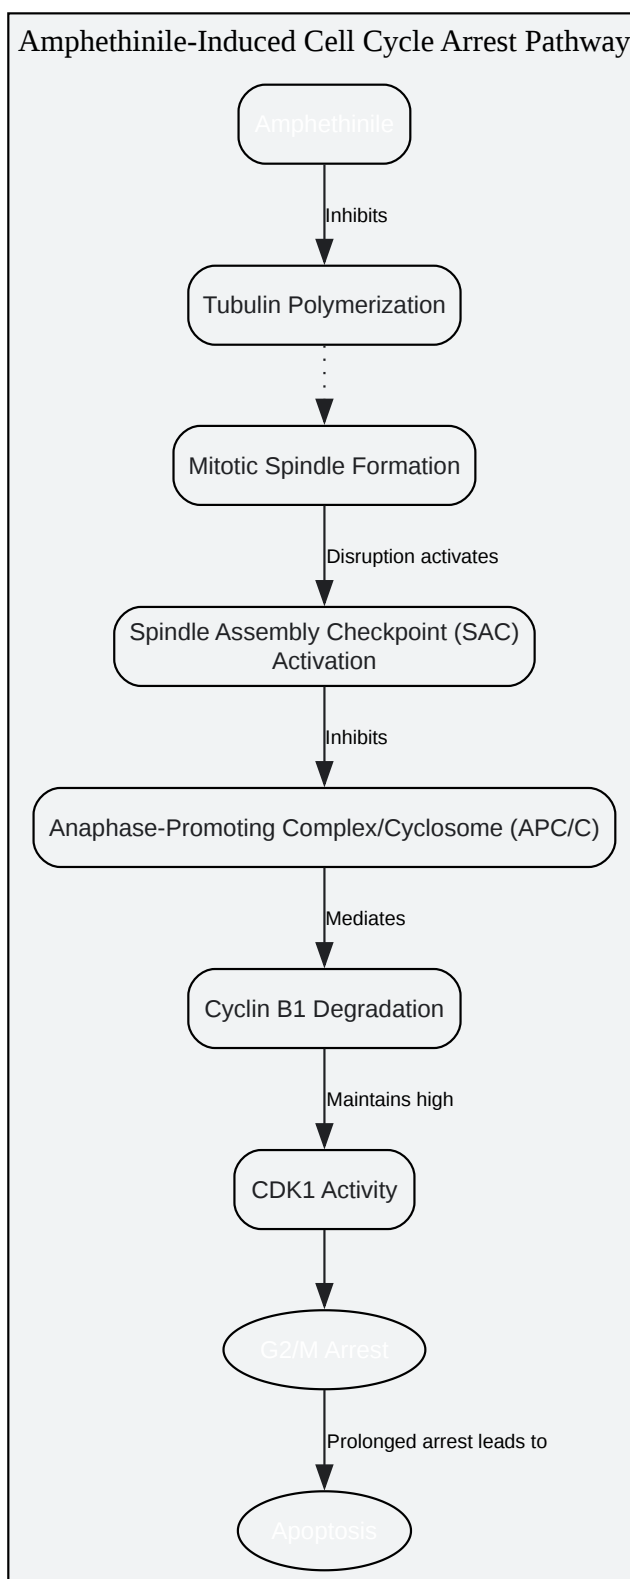 Amphethinile-Induced Cell Cycle Arrest Pathway
Amphethinile
Inhibits
Tubulin Polymerization
Mitotic Spindle Formation
Disruption activates
Spindle Assembly Checkpoint (SAC)
Activation
Inhibits
Anaphase-Promoting Complex/Cyclosome (APC/C)
Mediates
Cyclin B1 Degradation
Maintains high
CDK1 Activity
G2/M Arrest
Prolonged arrest leads to
Apoptosis